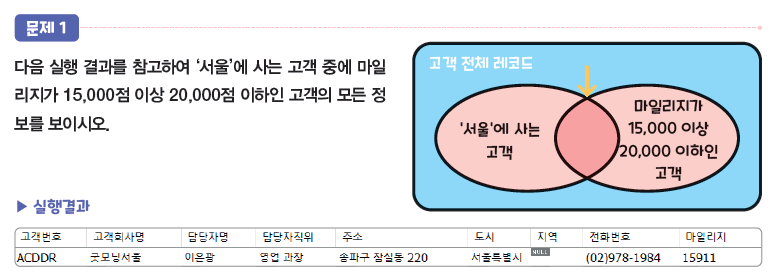 문제 1
다음 실행 결과를 참고하여 ‘서울’에 사는 고객 중에 마일
리지가 15,000점 이상 20,000점 이하인 고객의 모든 정
보를 보이시오.
고객 전체 레코드
'서울'에 사는
고객
마일리지가
15,000 이상
20,000 이하인
고객
▶ 실행결과
고객번호 고객회사명 담당자명 담당자직위 주소 도시 지역 전화번호 마일리지
ACDDR 굿모닝서울 이은광 영업 과장 송파구 잠실동 220 서울특별시 NULL (02)978-1984 15911